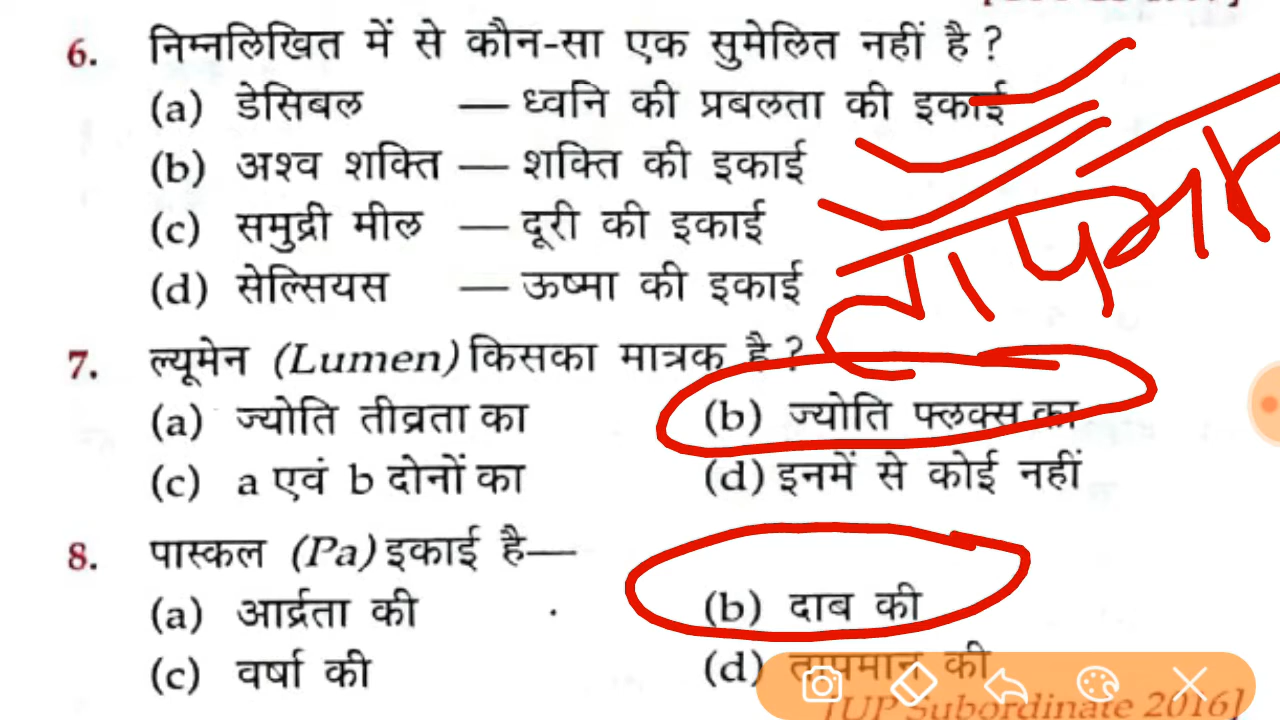 6. निम्नलिखित में से कौन-सा एक सुमेलित नहीं है ?
(a) डेसिबल — ध्वनि की प्रबलता की इकाई
(b) अश्व शक्ति — शक्ति की इकाई
(c) समुद्री मील — दूरी की इकाई
(d) सेल्सियस — ऊष्मा की इकाई
तापमान
7. ल्यूमेन (Lumen) किसका मात्रक है ?
(a) ज्योति तीव्रता का (b) ज्योति फ्लक्स का
(c) a एवं b दोनों का (d) इनमें से कोई नहीं
8. पास्कल (Pa) इकाई है—
(a) आर्द्रता की (b) दाब की
(c) वर्षा की (d) तापमान की
[UP Subordinate 2016]